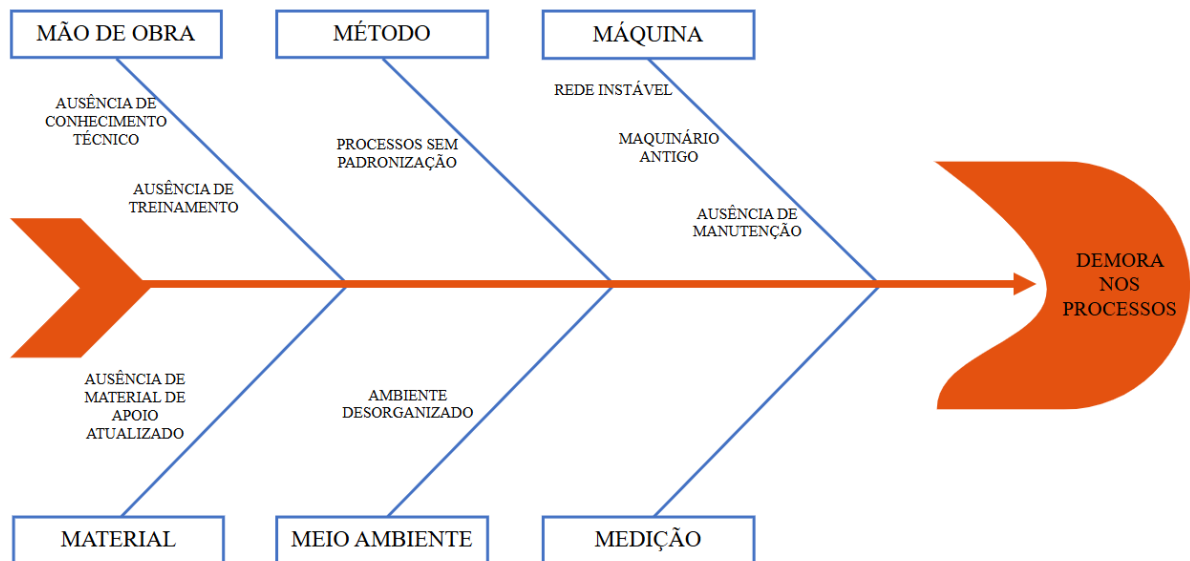 MÃO DE OBRA
MÉTODO
MÁQUINA
AUSÊNCIA DE
CONHECIMENTO
TÉCNICO
AUSÊNCIA DE
TREINAMENTO
PROCESSOS SEM
PADRONIZAÇÃO
REDE INSTÁVEL
MAQUINÁRIO
ANTIGO
AUSÊNCIA DE
MANUTENÇÃO
DEMORA
NOS
PROCESSOS
AUSÊNCIA DE
MATERIAL DE
APOIO
ATUALIZADO
AMBIENTE
DESORGANIZADO
MATERIAL
MEIO AMBIENTE
MEDIÇÃO